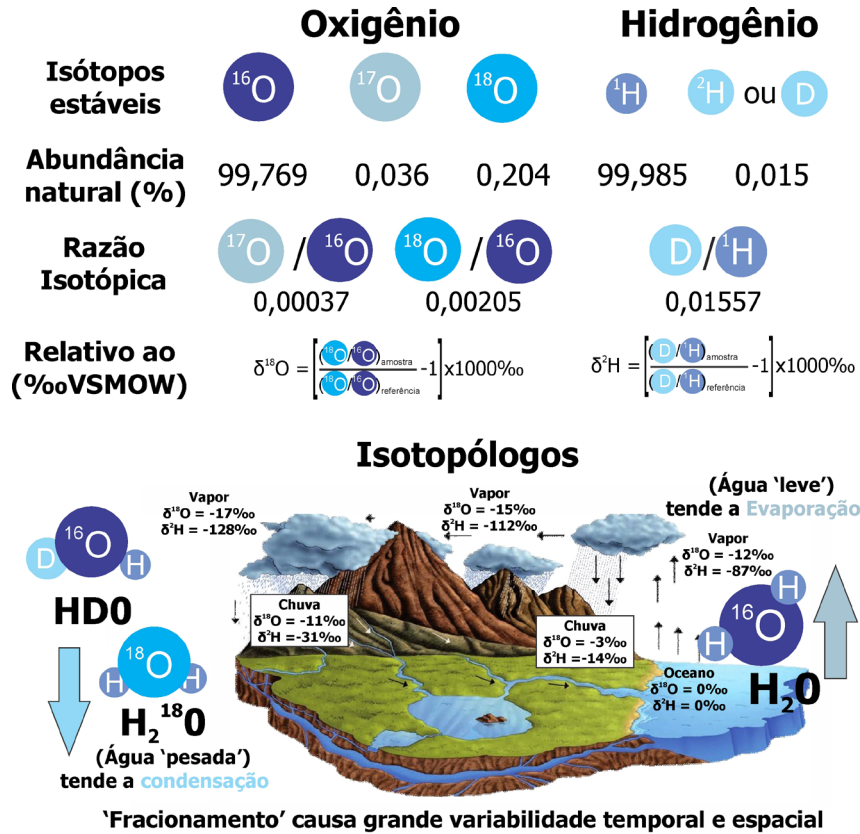 Oxigênio Hidrogênio
Isótopos
estáveis
¹⁶O ¹⁷O ¹⁸O ¹H ²H ou D
Abundância
natural (%)
99,769 0,036 0,204 99,985 0,015
Razão
Isotópica
¹⁷O / ¹⁶O ¹⁸O / ¹⁶O D / ¹H
0,00037 0,00205 0,01557
Relativo ao
(‰VSMOW)
δ¹⁸O = [(¹⁸O/¹⁶O)amostra / (¹⁸O/¹⁶O)referência -1] x1000‰
δ²H = [(D/¹H)amostra / (D/¹H)referência -1] x1000‰
Isotopólogos
(Água ‘leve’)
tende a Evaporação
Vapor
δ¹⁸O = -17‰
δ²H = -128‰
Vapor
δ¹⁸O = -15‰
δ²H = -112‰
Vapor
δ¹⁸O = -12‰
δ²H = -87‰
D ¹⁶O H
HD0
Chuva
δ¹⁸O = -11‰
δ²H = -31‰
Chuva
δ¹⁸O = -3‰
δ²H = -14‰
H ¹⁶O H
H₂0
Oceano
δ¹⁸O = 0‰
δ²H = 0‰
H ¹⁸O H
H₂¹⁸0
(Água ‘pesada’)
tende a condensação
‘Fracionamento’ causa grande variabilidade temporal e espacial